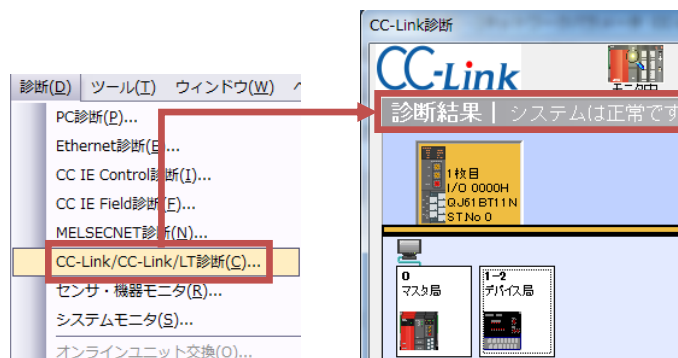 診断(D) ツール(T) ウィンドウ(W)
PC診断(P)...
Ethernet診断(E)...
CC IE Control診断(I)...
CC IE Field診断(E)...
MELSECNET診断(N)...
CC-Link/CC-Link/LT診断(C)...
センサ・機器モニタ(R)...
システムモニタ(S)...
オンラインユニット交換(O)...
CC-Link診断
CC-Link
モニタ中
診断結果 | システムは正常です
1枚目
I/O 0000H
QJ61BT11N
ST.No 0
0
マスタ局
1-2
デバイス局